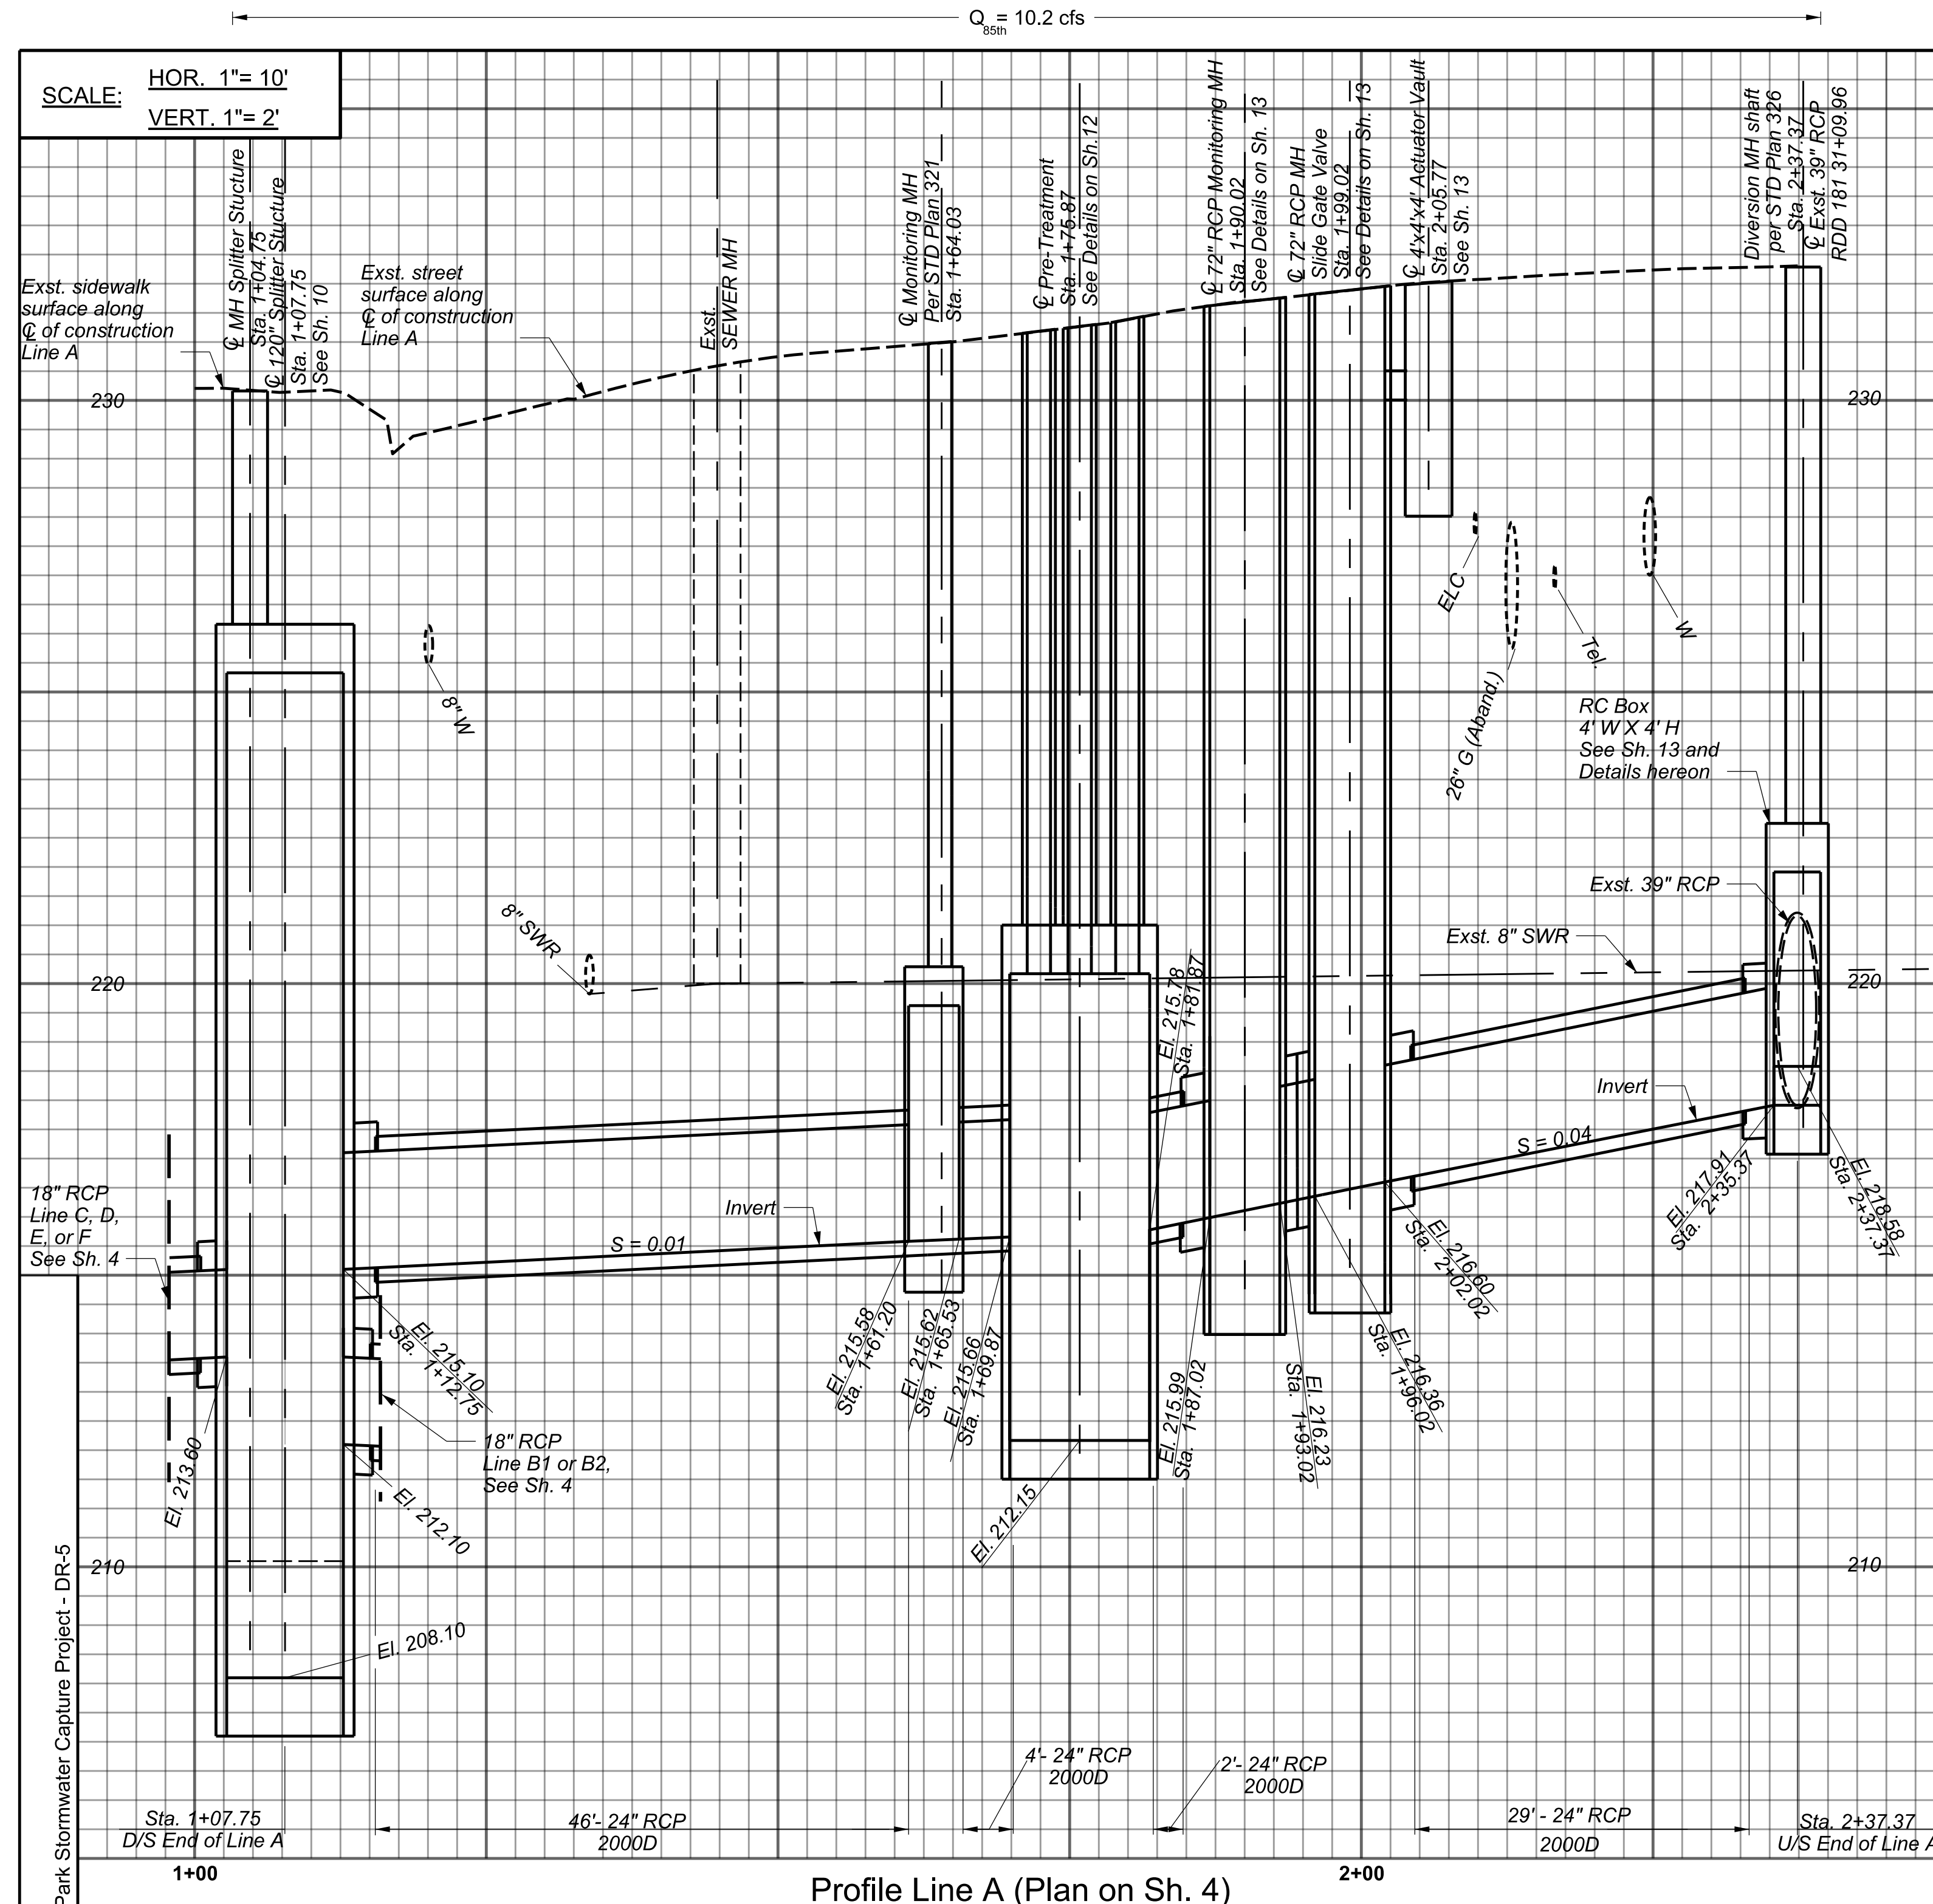 Q85th = 10.2 cfs
SCALE:
HOR. 1"= 10'
VERT. 1"= 2'
Exst. sidewalk
surface along
℄ of construction
Line A
℄ MH Splitter Stucture
Sta. 1+04.75
℄ 120" Splitter Stucture
Sta. 1+07.75
See Sh. 10
Exst. street
surface along
℄ of construction
Line A
Exst.
SEWER MH
℄ Monitoring MH
Per STD Plan 321
Sta. 1+64.03
℄ Pre-Treatment
Sta. 1+75.87
See Details on Sh.12
℄ 72" RCP Monitoring MH
Sta. 1+90.02
See Details on Sh. 13
℄ 72" RCP MH
Slide Gate Valve
Sta. 1+99.02
See Details on Sh. 13
℄ 4'x4'x4' Actuator Vault
Sta. 2+05.77
See Sh. 13
Diversion MH shaft
per STD Plan 326
Sta. 2+37.37
℄ Exst. 39" RCP
RDD 181 31+09.96
230
230
8" W
ELC
26" G (Aband.)
Tel.
W
RC Box
4' W X 4' H
See Sh. 13 and
Details hereon
8" SWR
Exst. 39" RCP
Exst. 8" SWR
220
220
El. 215.78
Sta. 1+81.87
Invert
S = 0.04
18" RCP
Line C, D,
E, or F
See Sh. 4
Invert
S = 0.01
El. 217.91
Sta. 2+35.37
El. 218.58
Sta. 2+37.37
El. 216.60
Sta. 2+02.02
El. 215.10
Sta. 1+12.75
El. 215.58
Sta. 1+61.20
El. 215.62
Sta. 1+65.53
El. 215.66
Sta. 1+69.87
El. 215.99
Sta. 1+87.02
El. 216.23
Sta. 1+93.02
El. 216.36
Sta. 1+96.02
El. 213.60
18" RCP
Line B1 or B2,
See Sh. 4
El. 212.10
El. 212.15
210
210
El. 208.10
Park Stormwater Capture Project - DR-5
4'- 24" RCP
2000D
2'- 24" RCP
2000D
Sta. 1+07.75
D/S End of Line A
46'- 24" RCP
2000D
29' - 24" RCP
2000D
Sta. 2+37.37
U/S End of Line A
1+00
2+00
Profile Line A (Plan on Sh. 4)